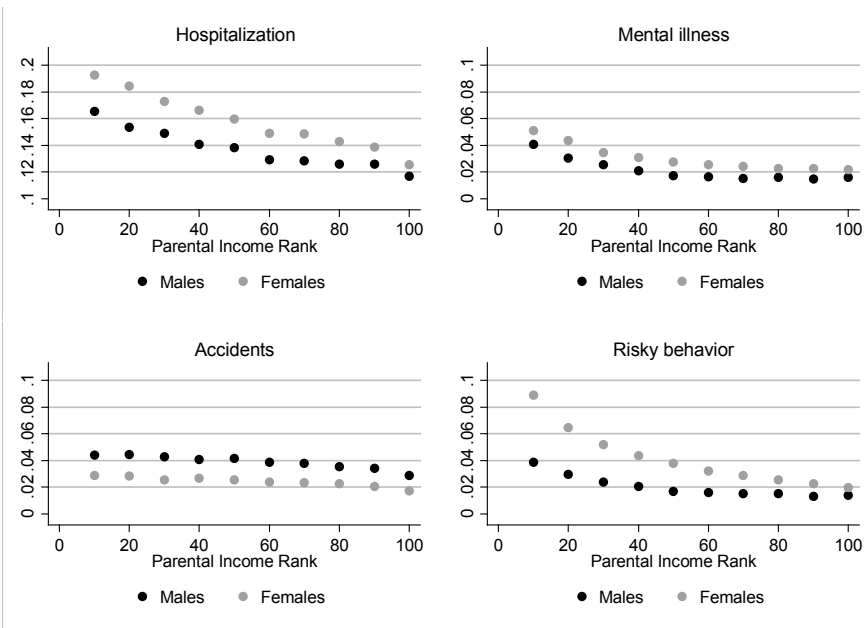 Hospitalization
.1 .12 .14 .16 .18 .2
0 20 40 60 80 100
Parental Income Rank
Males Females
Mental illness
0 .02 .04 .06 .08 .1
0 20 40 60 80 100
Parental Income Rank
Males Females
Accidents
0 .02 .04 .06 .08 .1
0 20 40 60 80 100
Parental Income Rank
Males Females
Risky behavior
0 .02 .04 .06 .08 .1
0 20 40 60 80 100
Parental Income Rank
Males Females